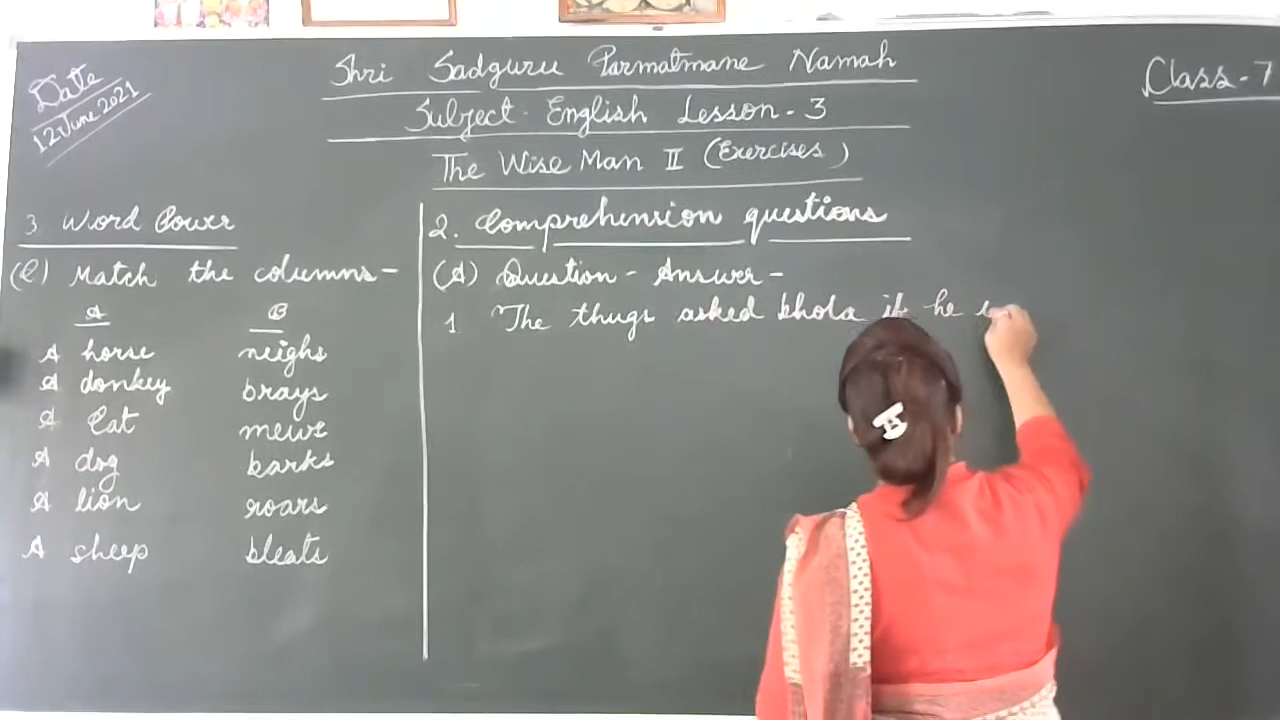 Date
12 June 2021
Shri Sadguru Parmatmane Namah
Class-7
Subject- English Lesson-3
The Wise Man II (Exercises)
3 Word Power
(C) Match the columns-
A B
A horse neighs
A donkey brays
A Cat mews
A dog barks
A lion roars
A sheep bleats
2. Comprehension questions
(A) Question - Answer -
1 The thugs asked bhola if he